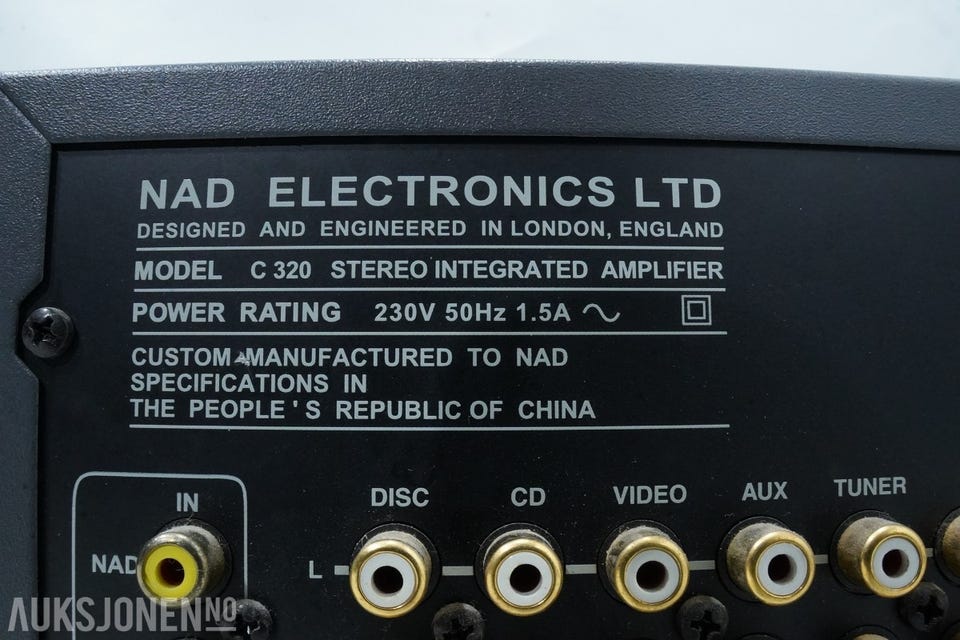 NAD ELECTRONICS LTD
DESIGNED AND ENGINEERED IN LONDON, ENGLAND
MODEL C 320 STEREO INTEGRATED AMPLIFIER
POWER RATING 230V 50Hz 1.5A
CUSTOM-MANUFACTURED TO NAD
SPECIFICATIONS IN
THE PEOPLE'S REPUBLIC OF CHINA
IN DISC CD VIDEO AUX TUNER
NAD L
AUKSJONEN.NO